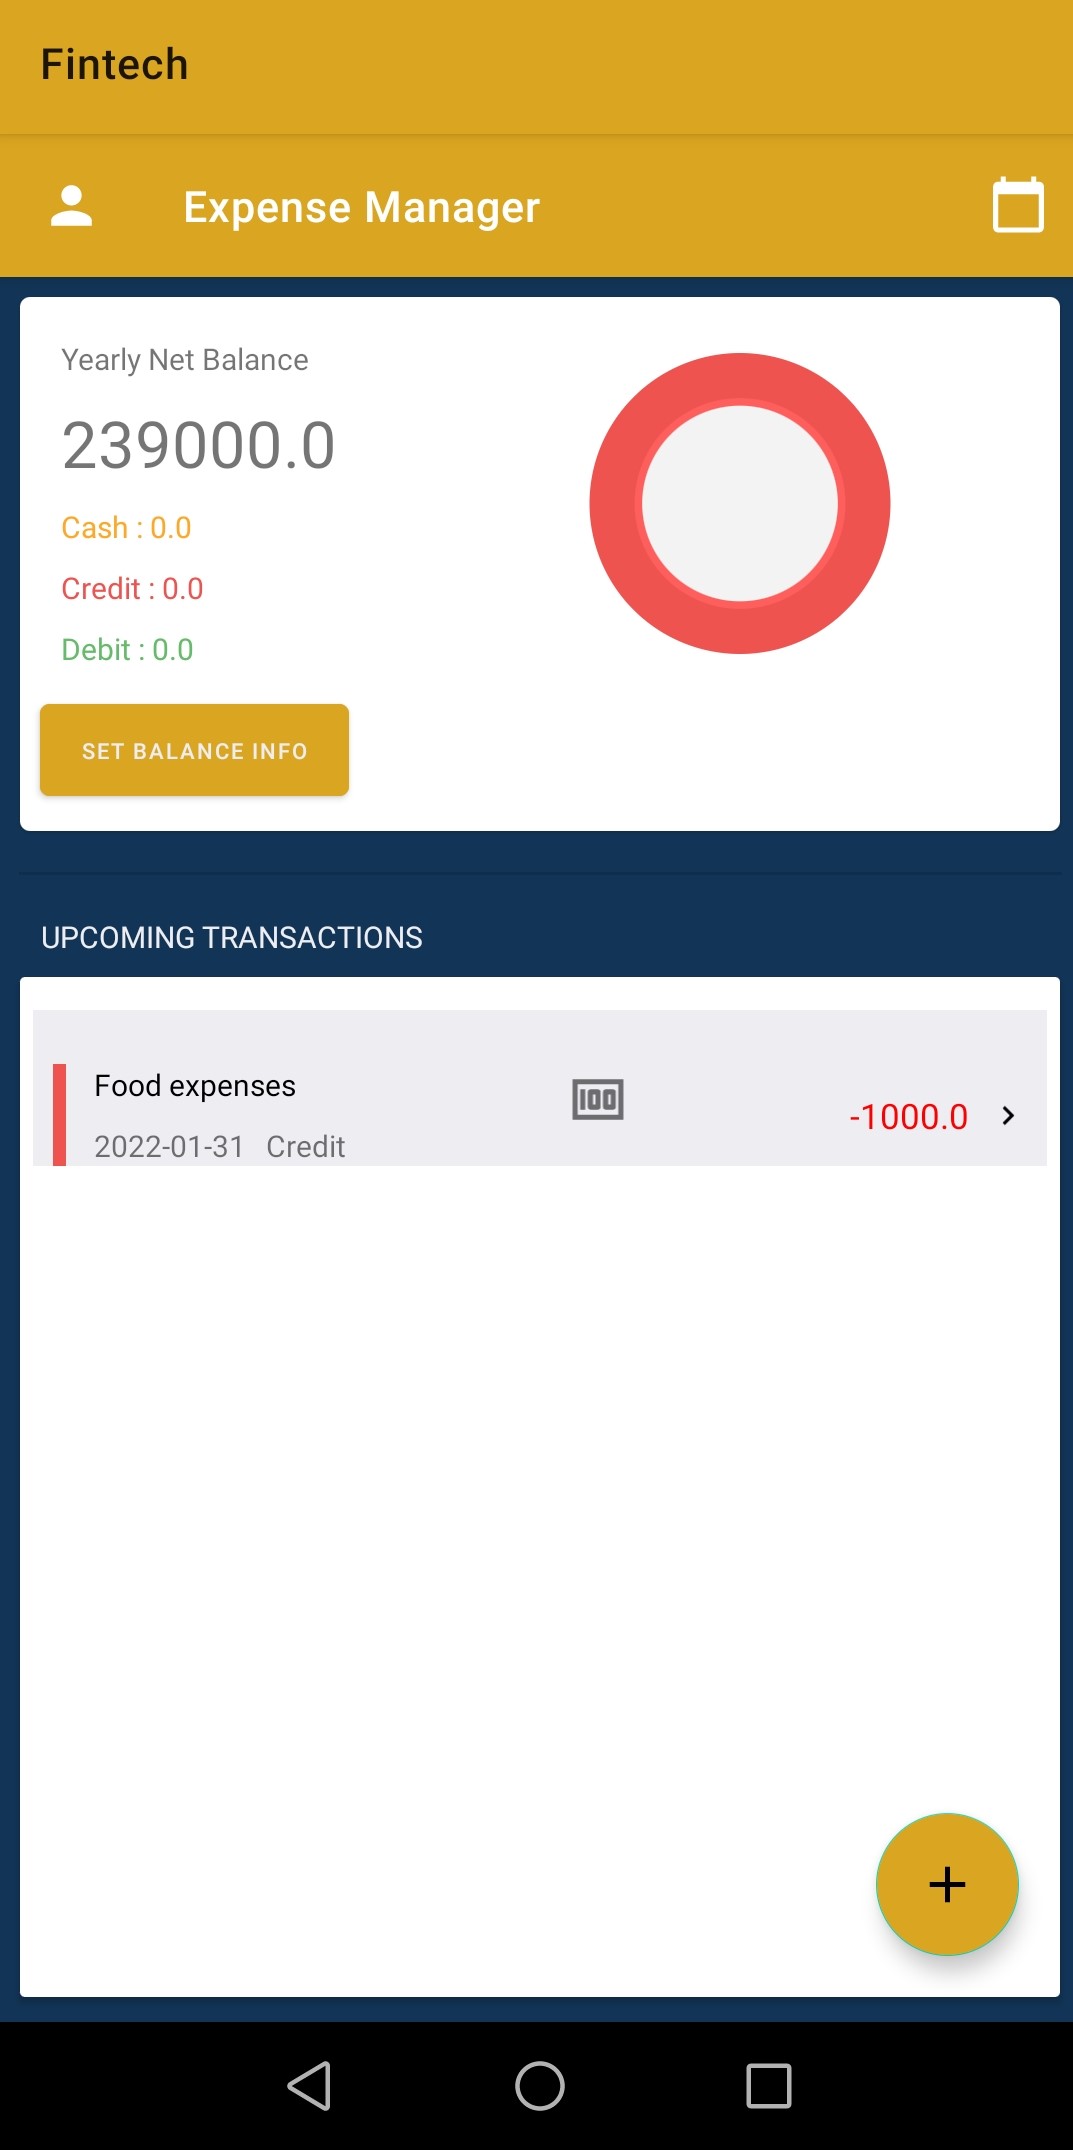 Fintech
Expense Manager
Yearly Net Balance
239000.0
Cash : 0.0
Credit : 0.0
Debit : 0.0
SET BALANCE INFO
UPCOMING TRANSACTIONS
Food expenses
100
-1000.0
2022-01-31 Credit